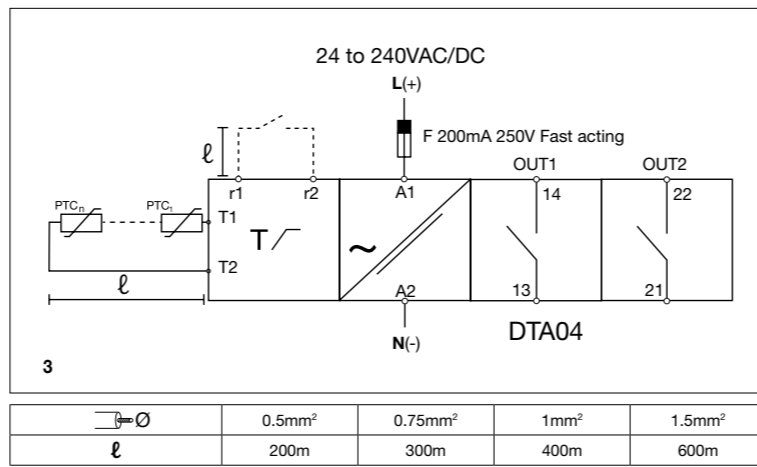 24 to 240VAC/DC
L(+)
F 200mA 250V Fast acting
ℓ
OUT1
OUT2
r1
r2
A1
14
22
PTCn
PTC1
T1
T
~
T2
ℓ
A2
13
21
N(-)
DTA04
3
Ø 0.5mm² 0.75mm² 1mm² 1.5mm²
ℓ 200m 300m 400m 600m